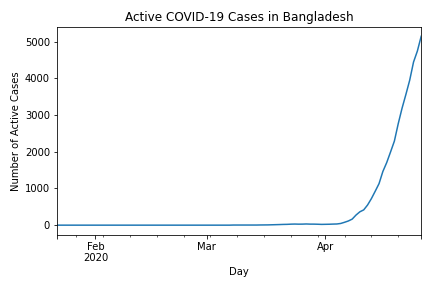 Active COVID-19 Cases in Bangladesh
5000
4000
3000
2000
1000
0
Number of Active Cases
Feb
2020
Mar
Apr
Day